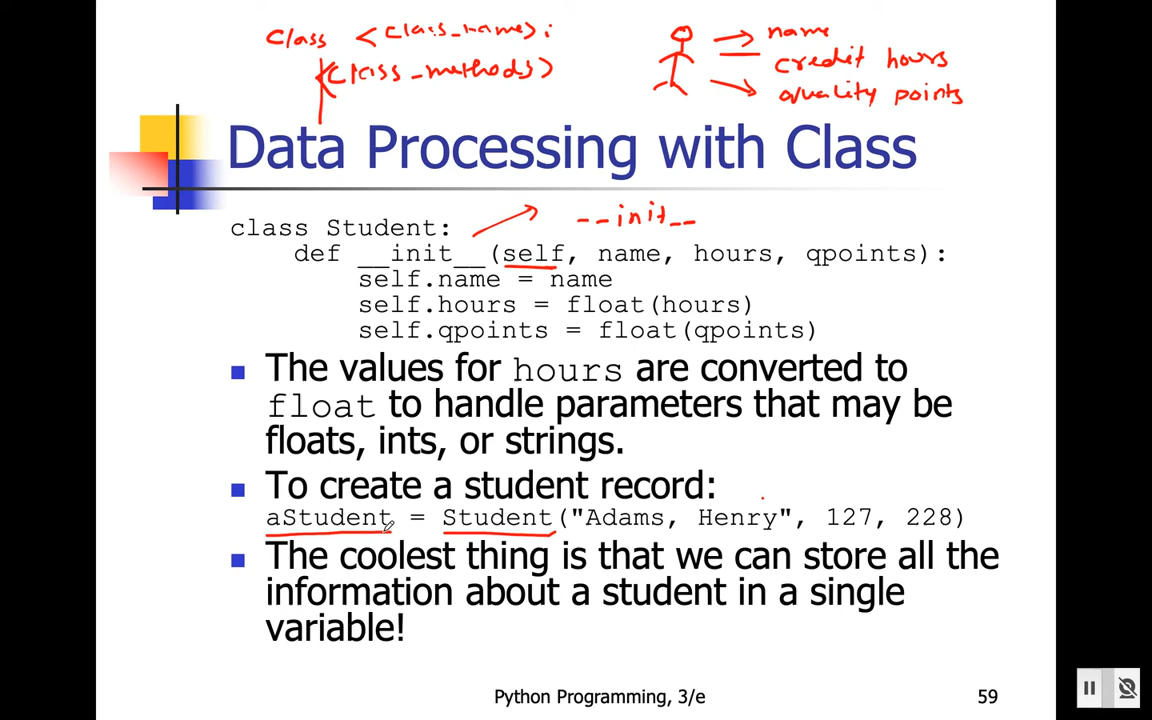 Class <class_name>:
<class_methods>
name
credit hours
quality points
Data Processing with Class
__init__
class Student:
def __init__(self, name, hours, qpoints):
self.name = name
self.hours = float(hours)
self.qpoints = float(qpoints)
The values for hours are converted to
float to handle parameters that may be
floats, ints, or strings.
To create a student record:
aStudent = Student("Adams, Henry", 127, 228)
The coolest thing is that we can store all the
information about a student in a single
variable!
Python Programming, 3/e
59